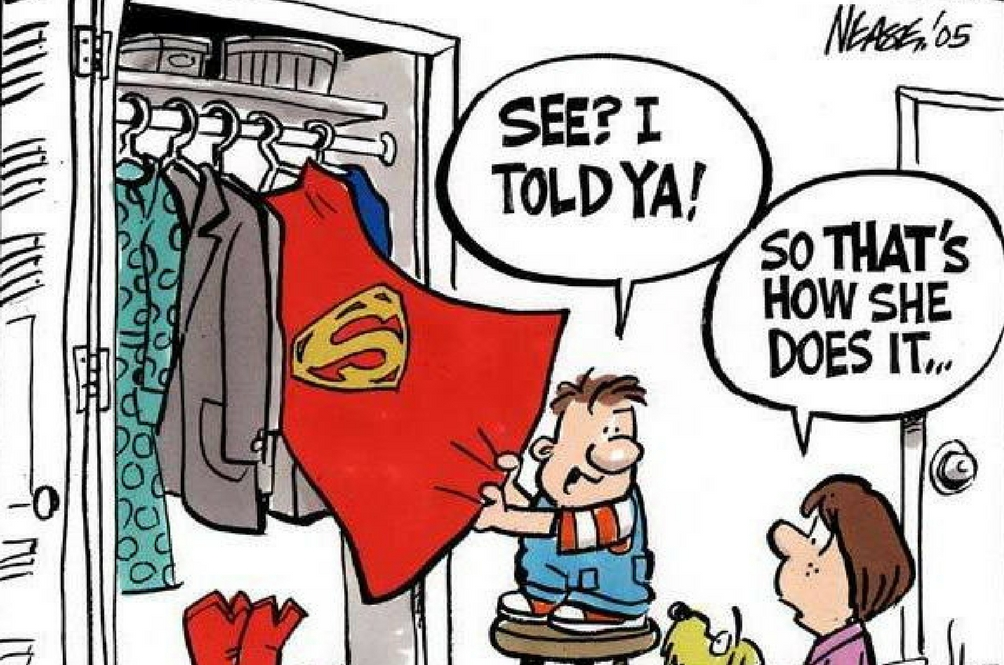 NEASE, '05
SEE? I
TOLD YA!
SO THAT'S
HOW SHE
DOES IT...
S